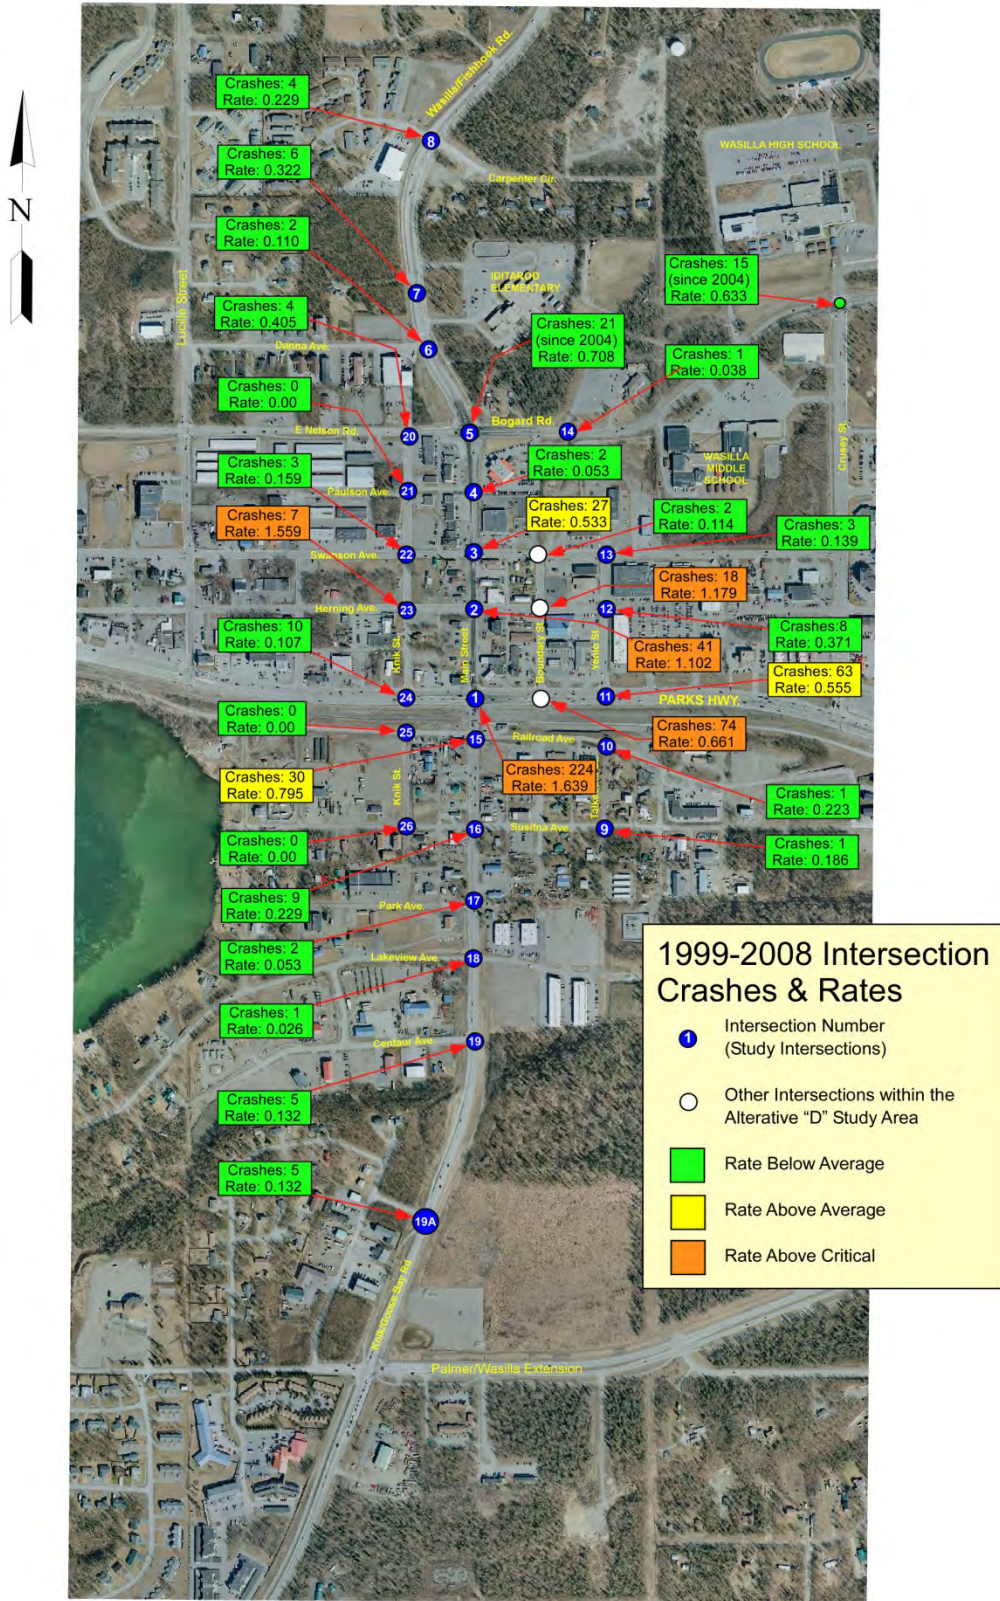 N
Crashes: 4
Rate: 0.229
Wasilla/Fishhook Rd.
8
WASILLA HIGH SCHOOL
Crashes: 6
Rate: 0.322
Carpenter Cir.
Crashes: 2
Rate: 0.110
Lucille Street
7
IDITAROD
ELEMENTARY
Crashes: 15
(since 2004)
Rate: 0.633
Crashes: 4
Rate: 0.405
Danna Ave.
6
Crashes: 21
(since 2004)
Rate: 0.708
Crashes: 1
Rate: 0.038
Crashes: 0
Rate: 0.00
E Nelson Rd.
20
5
Bogard Rd.
14
Crusey St.
Crashes: 3
Rate: 0.159
Paulson Ave.
21
4
Crashes: 2
Rate: 0.053
WASILLA
MIDDLE
SCHOOL
Crashes: 27
Rate: 0.533
Crashes: 2
Rate: 0.114
Crashes: 3
Rate: 0.139
Crashes: 7
Rate: 1.559
Swanson Ave.
22
3
13
Crashes: 18
Rate: 1.179
Herning Ave.
23
2
12
Crashes:8
Rate: 0.371
Crashes: 10
Rate: 0.107
Knik St.
Main Street
Boundary St.
Yenlo St.
Crashes: 41
Rate: 1.102
Crashes: 63
Rate: 0.555
24
1
11
PARKS HWY.
Crashes: 0
Rate: 0.00
25
15
Railroad Ave
10
Crashes: 74
Rate: 0.661
Crashes: 30
Rate: 0.795
Knik St.
Crashes: 224
Rate: 1.639
Crashes: 1
Rate: 0.223
26
16
Susitna Ave.
9
Crashes: 0
Rate: 0.00
Crashes: 1
Rate: 0.186
Crashes: 9
Rate: 0.229
Park Ave.
17
Crashes: 2
Rate: 0.053
Lakeview Ave.
18
Crashes: 1
Rate: 0.026
Centaur Ave.
19
Crashes: 5
Rate: 0.132
Crashes: 5
Rate: 0.132
19A
Knik/Goose Bay Rd
Palmer/Wasilla Extension
1999-2008 Intersection
Crashes & Rates
1
Intersection Number
(Study Intersections)
Other Intersections within the
Alterative “D” Study Area
Rate Below Average
Rate Above Average
Rate Above Critical